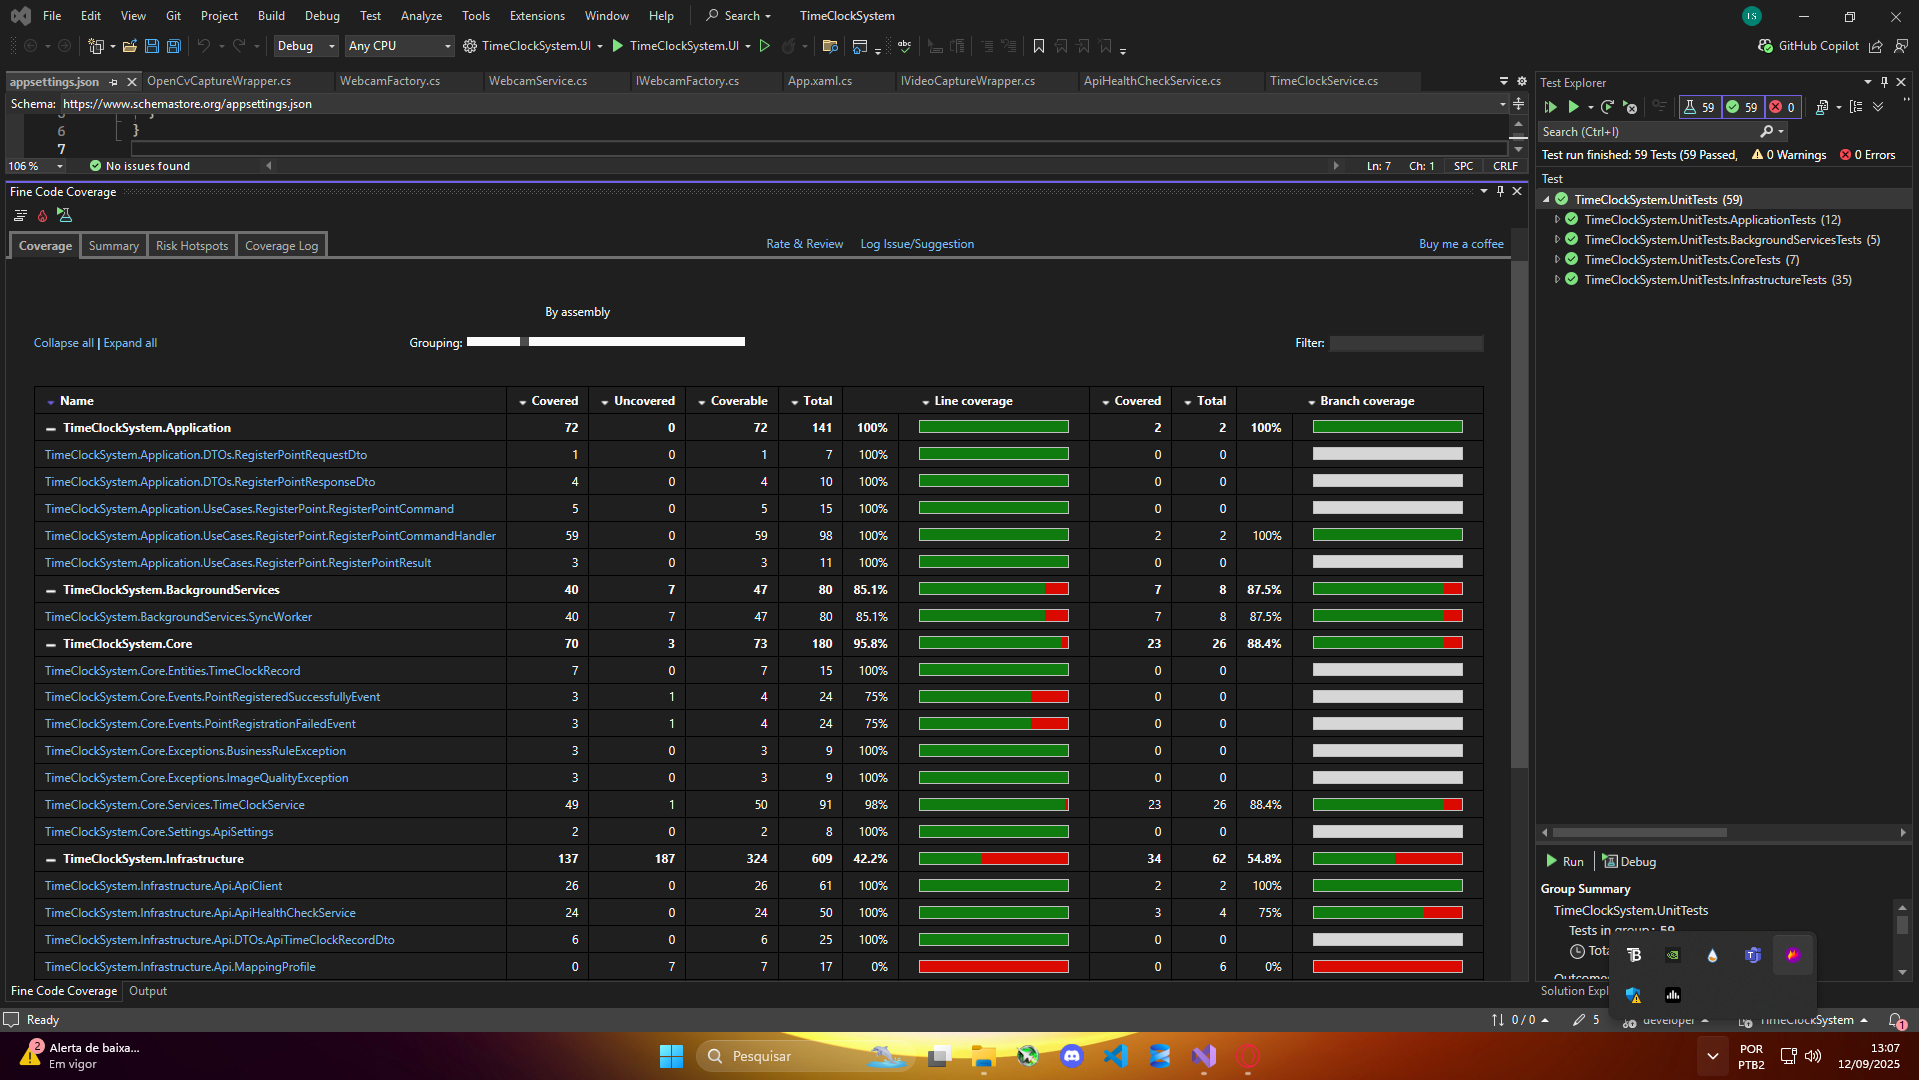 File Edit View Git Project Build Debug Test Analyze Tools Extensions Window Help Search TimeClockSystem IS
Debug Any CPU TimeClockSystem.UI TimeClockSystem.UI GitHub Copilot
appsettings.json OpenCvCaptureWrapper.cs WebcamFactory.cs WebcamService.cs IWebcamFactory.cs App.xaml.cs IVideoCaptureWrapper.cs ApiHealthCheckService.cs TimeClockService.cs
Schema: https://www.schemastore.org/appsettings.json
6 }
7
106 % No issues found Ln: 7 Ch: 1 SPC CRLF
Fine Code Coverage
Coverage Summary Risk Hotspots Coverage Log Rate & Review Log Issue/Suggestion Buy me a coffee
By assembly
Collapse all | Expand all Grouping: Filter:
Name Covered Uncovered Coverable Total Line coverage Covered Total Branch coverage
TimeClockSystem.Application 72 0 72 141 100% 2 2 100%
TimeClockSystem.Application.DTOs.RegisterPointRequestDto 1 0 1 7 100% 0 0
TimeClockSystem.Application.DTOs.RegisterPointResponseDto 4 0 4 10 100% 0 0
TimeClockSystem.Application.UseCases.RegisterPoint.RegisterPointCommand 5 0 5 15 100% 0 0
TimeClockSystem.Application.UseCases.RegisterPoint.RegisterPointCommandHandler 59 0 59 98 100% 2 2 100%
TimeClockSystem.Application.UseCases.RegisterPoint.RegisterPointResult 3 0 3 11 100% 0 0
TimeClockSystem.BackgroundServices 40 7 47 80 85.1% 7 8 87.5%
TimeClockSystem.BackgroundServices.SyncWorker 40 7 47 80 85.1% 7 8 87.5%
TimeClockSystem.Core 70 3 73 180 95.8% 23 26 88.4%
TimeClockSystem.Core.Entities.TimeClockRecord 7 0 7 15 100% 0 0
TimeClockSystem.Core.Events.PointRegisteredSuccessfullyEvent 3 1 4 24 75% 0 0
TimeClockSystem.Core.Events.PointRegistrationFailedEvent 3 1 4 24 75% 0 0
TimeClockSystem.Core.Exceptions.BusinessRuleException 3 0 3 9 100% 0 0
TimeClockSystem.Core.Exceptions.ImageQualityException 3 0 3 9 100% 0 0
TimeClockSystem.Core.Services.TimeClockService 49 1 50 91 98% 23 26 88.4%
TimeClockSystem.Core.Settings.ApiSettings 2 0 2 8 100% 0 0
TimeClockSystem.Infrastructure 137 187 324 609 42.2% 34 62 54.8%
TimeClockSystem.Infrastructure.Api.ApiClient 26 0 26 61 100% 2 2 100%
TimeClockSystem.Infrastructure.Api.ApiHealthCheckService 24 0 24 50 100% 3 4 75%
TimeClockSystem.Infrastructure.Api.DTOs.ApiTimeClockRecordDto 6 0 6 25 100% 0 0
TimeClockSystem.Infrastructure.Api.MappingProfile 0 7 7 17 0% 0 6 0%
Fine Code Coverage Output
Test Explorer
59 59 0
Search (Ctrl+I)
Test run finished: 59 Tests (59 Passed, 0 Warnings 0 Errors
Test
TimeClockSystem.UnitTests (59)
TimeClockSystem.UnitTests.ApplicationTests (12)
TimeClockSystem.UnitTests.BackgroundServicesTests (5)
TimeClockSystem.UnitTests.CoreTests (7)
TimeClockSystem.UnitTests.InfrastructureTests (35)
Run Debug
Group Summary
TimeClockSystem.UnitTests
Tests in group: 59
Solution
Ready 0 / 0 5 developer TimeClockSystem 1
2 Alerta de baixa...
Em vigor
Pesquisar
POR
PTB2
13:07
12/09/2025